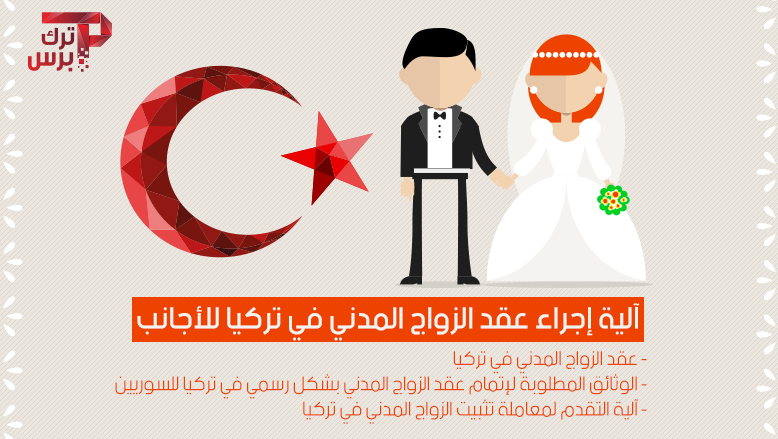 ترك
برس
آلية إجراء عقد الزواج المدني في تركيا للأجانب
- عقد الزواج المدني في تركيا
- الوثائق المطلوبة لإتمام عقد الزواج المدني بشكل رسمي في تركيا للسوريين
- آلية التقدم لمعاملة تثبيت الزواج المدني في تركيا